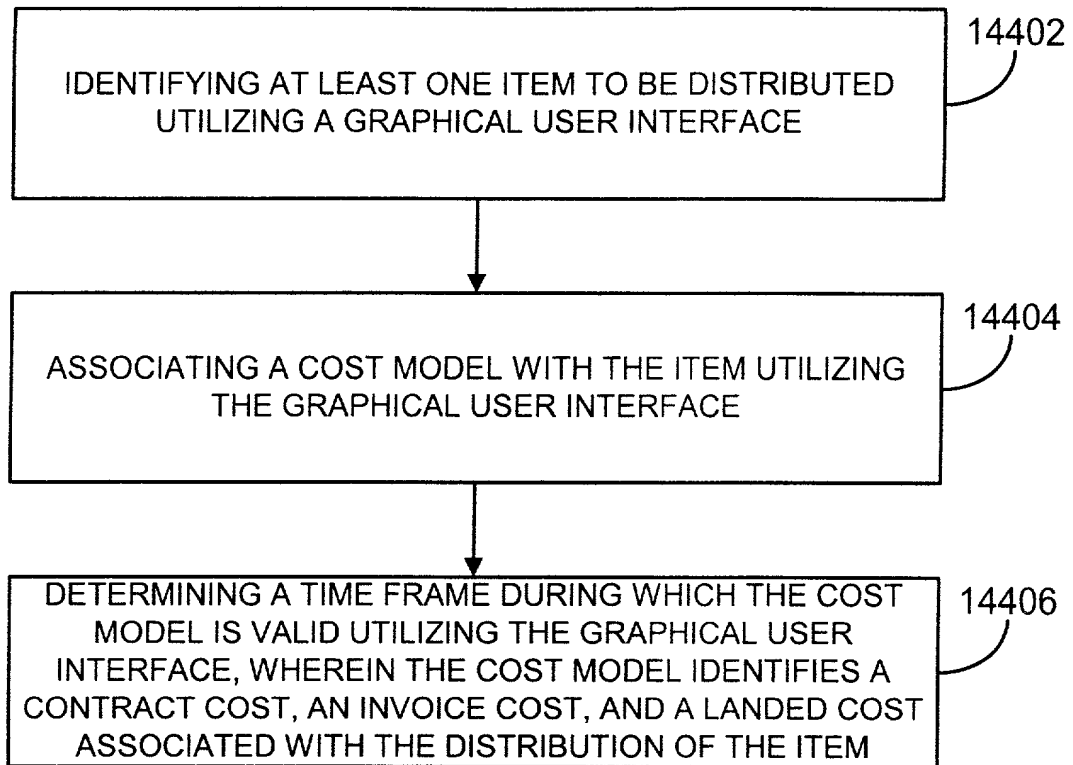 14402
IDENTIFYING AT LEAST ONE ITEM TO BE DISTRIBUTED
UTILIZING A GRAPHICAL USER INTERFACE
14404
ASSOCIATING A COST MODEL WITH THE ITEM UTILIZING
THE GRAPHICAL USER INTERFACE
14406
DETERMINING A TIME FRAME DURING WHICH THE COST
MODEL IS VALID UTILIZING THE GRAPHICAL USER
INTERFACE, WHEREIN THE COST MODEL IDENTIFIES A
CONTRACT COST, AN INVOICE COST, AND A LANDED COST
ASSOCIATED WITH THE DISTRIBUTION OF THE ITEM